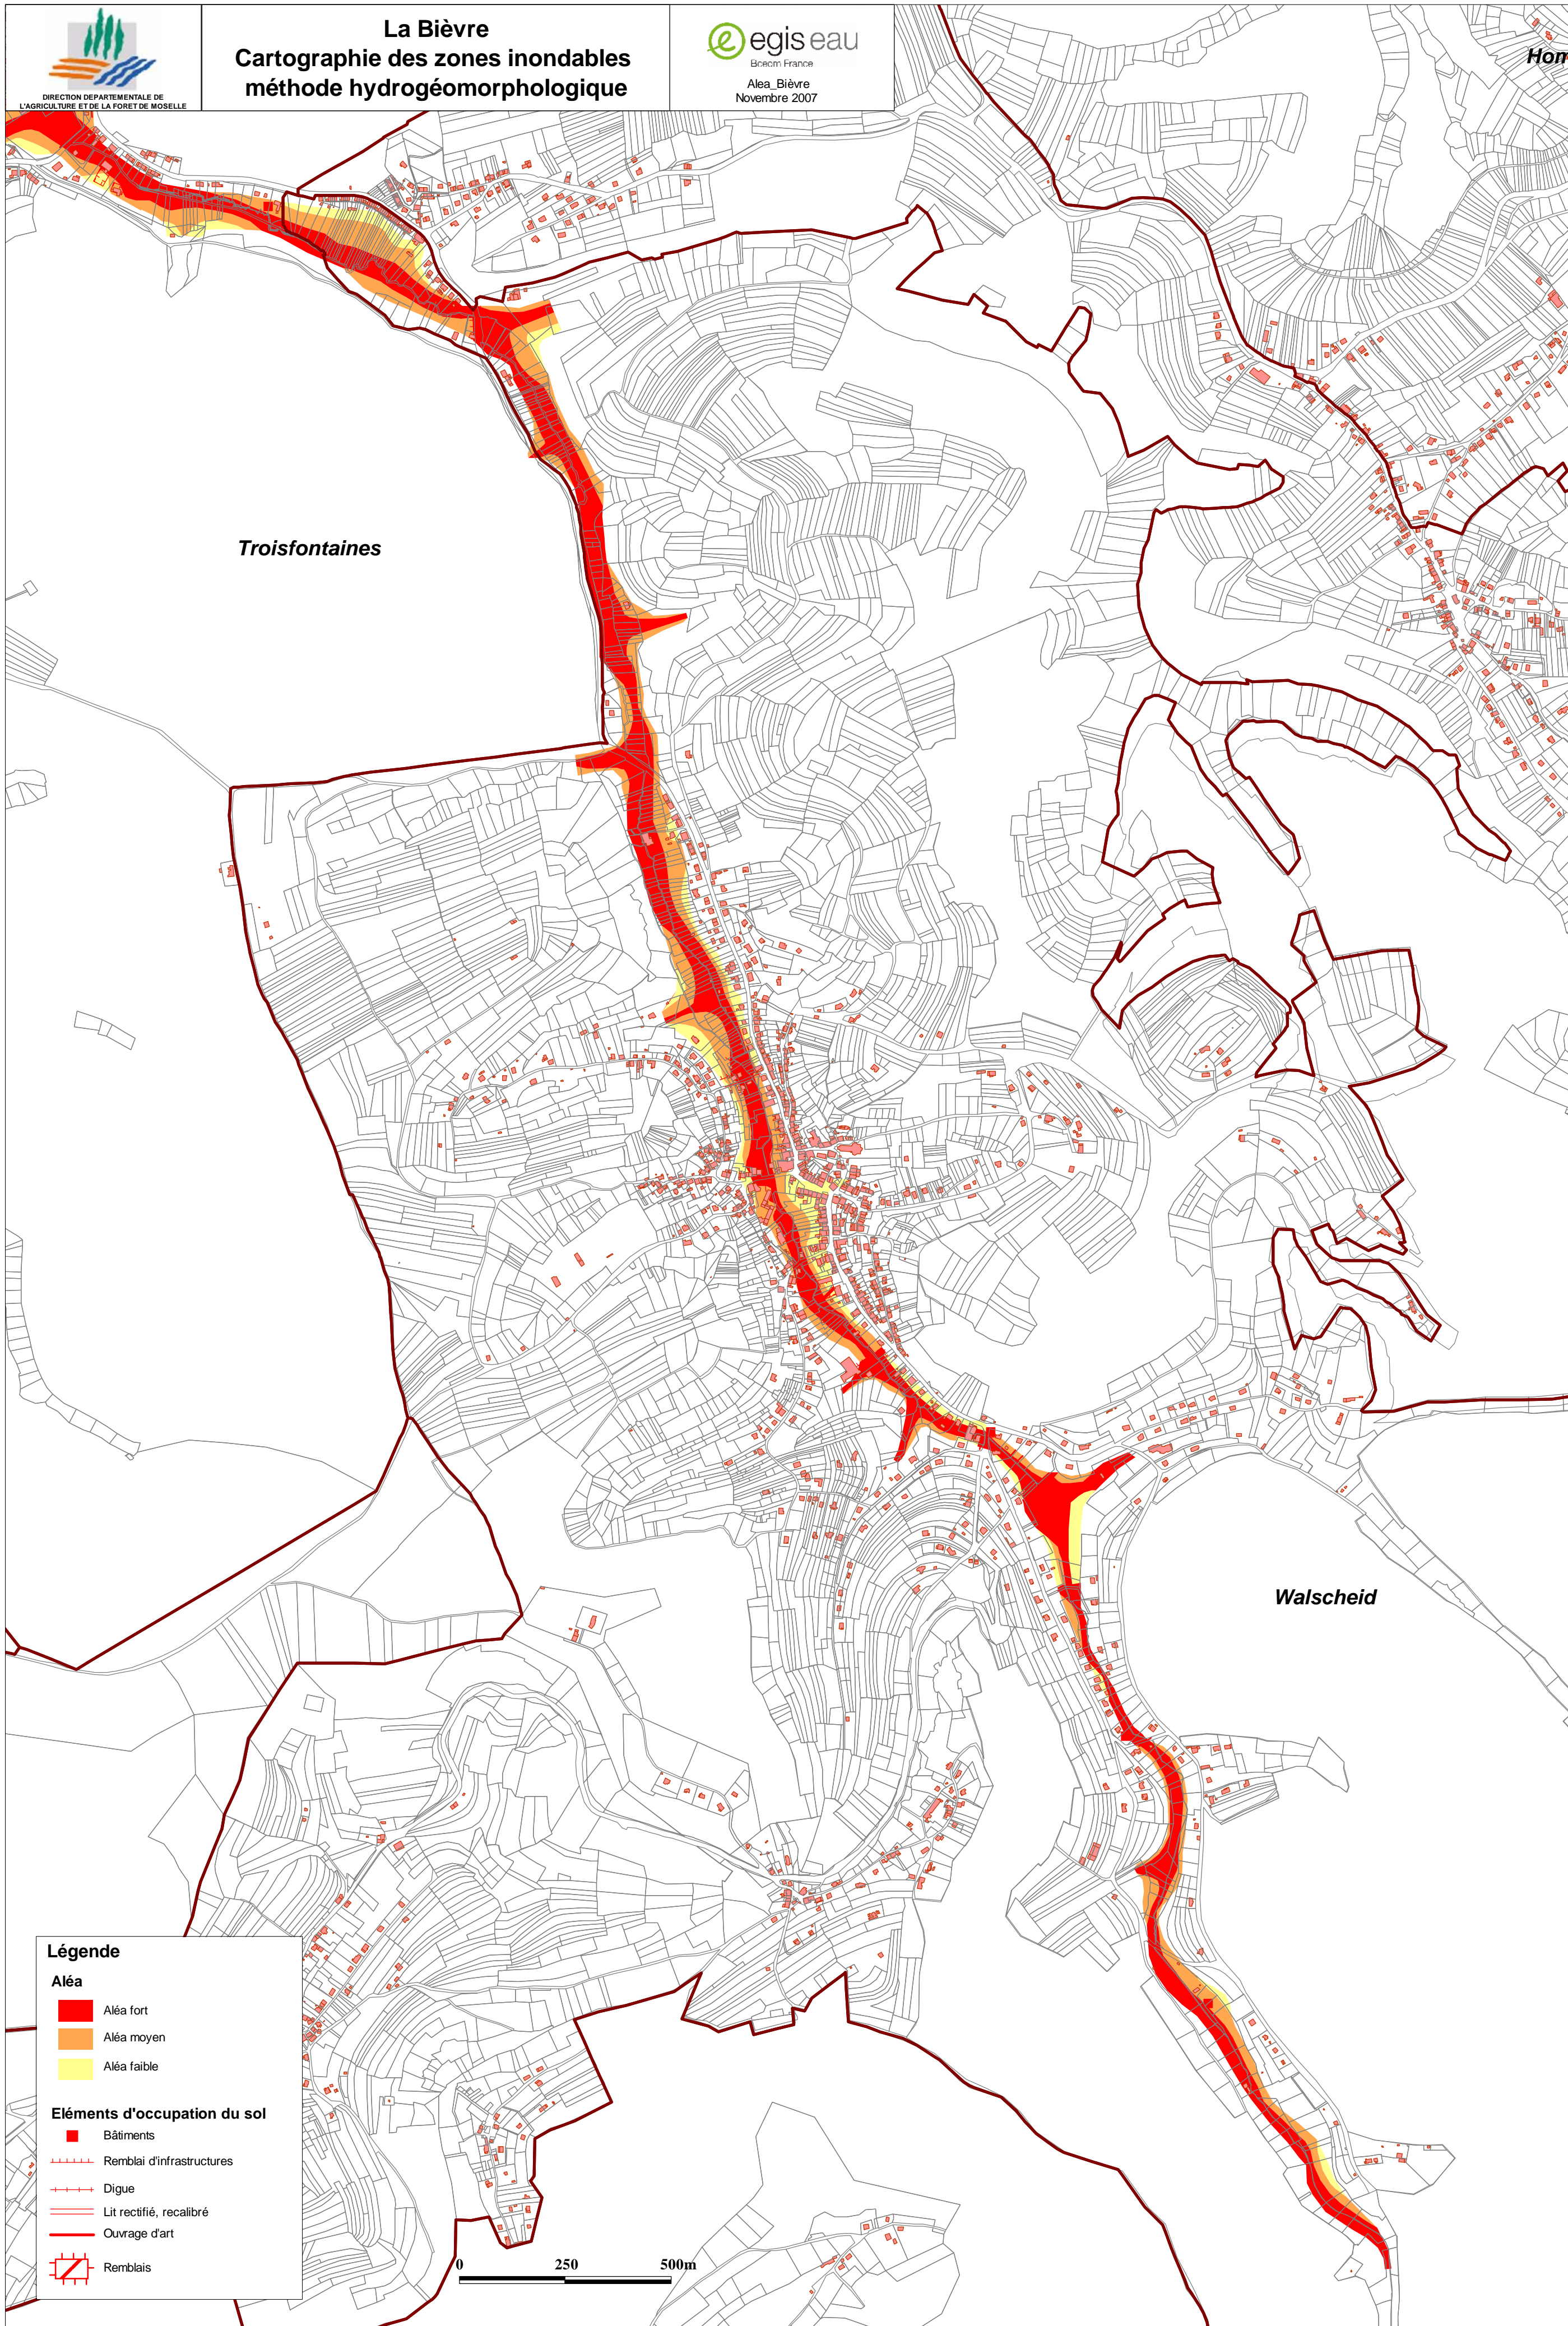 DIRECTION DEPARTEMENTALE DE
L'AGRICULTURE ET DE LA FORET DE MOSELLE
La Bièvre
Cartographie des zones inondables
méthode hydrogéomorphologique
egis eau
Bceom France
Alea_Bièvre
Novembre 2007
Hom
Troisfontaines
Walscheid
Légende
Aléa
Aléa fort
Aléa moyen
Aléa faible
Eléments d'occupation du sol
Bâtiments
Remblai d'infrastructures
Digue
Lit rectifié, recalibré
Ouvrage d'art
Remblais
0 250 500m